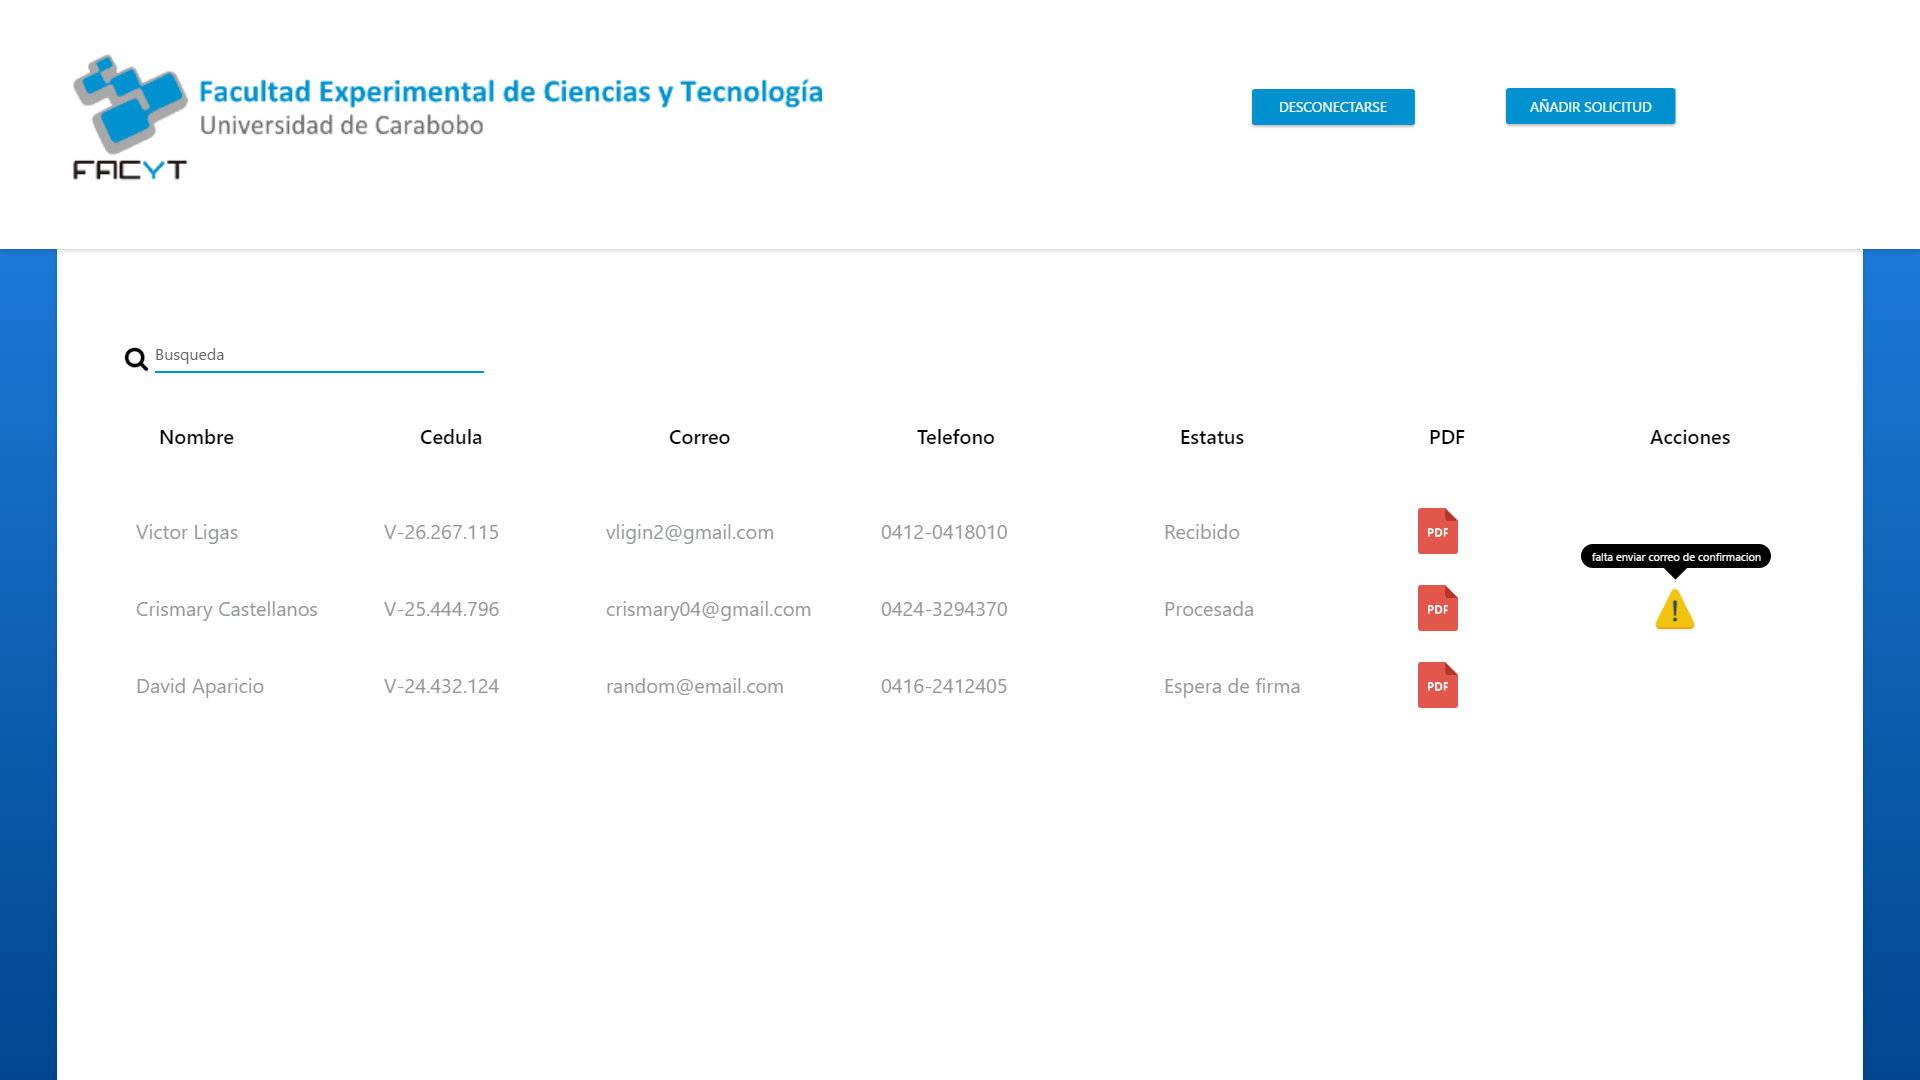 Facultad Experimental de Ciencias y Tecnología
Universidad de Carabobo
FACYT
DESCONECTARSE
AÑADIR SOLICITUD
Busqueda
Nombre Cedula Correo Telefono Estatus PDF Acciones
Victor Ligas V-26.267.115 vligin2@gmail.com 0412-0418010 Recibido PDF
falta enviar correo de confirmacion
Crismary Castellanos V-25.444.796 crismary04@gmail.com 0424-3294370 Procesada PDF
David Aparicio V-24.432.124 random@email.com 0416-2412405 Espera de firma PDF